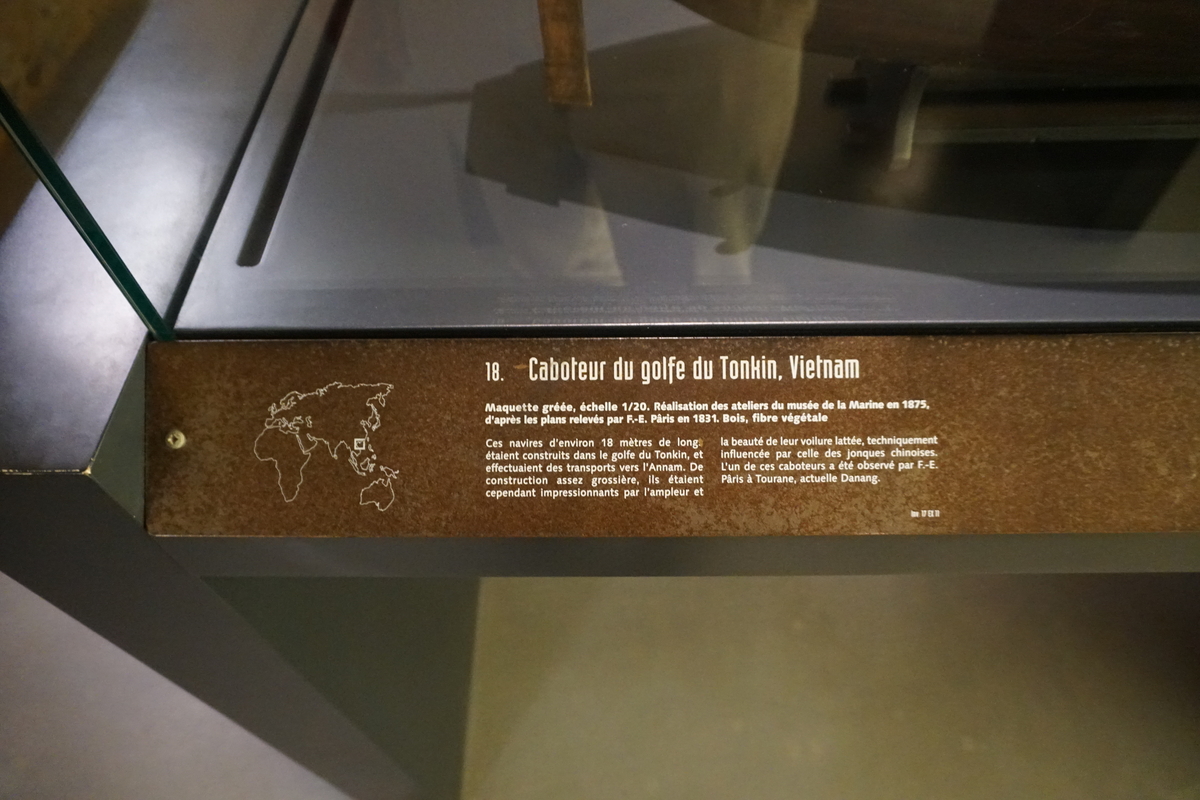 18. Caboteur du golfe du Tonkin, Vietnam
Maquette gréée, échelle 1/20. Réalisation des ateliers du musée de la Marine en 1875,
d'après les plans relevés par F.-E. Pâris en 1831. Bois, fibre végétale
Ces navires d'environ 18 mètres de long
étaient construits dans le golfe du Tonkin, et
effectuaient des transports vers l'Annam. De
construction assez grossière, ils étaient
cependant impressionnants par l'ampleur et
la beauté de leur voilure lattée, techniquement
influencée par celle des jonques chinoises.
L'un de ces caboteurs a été observé par F.-E.
Pâris à Tourane, actuelle Danang.